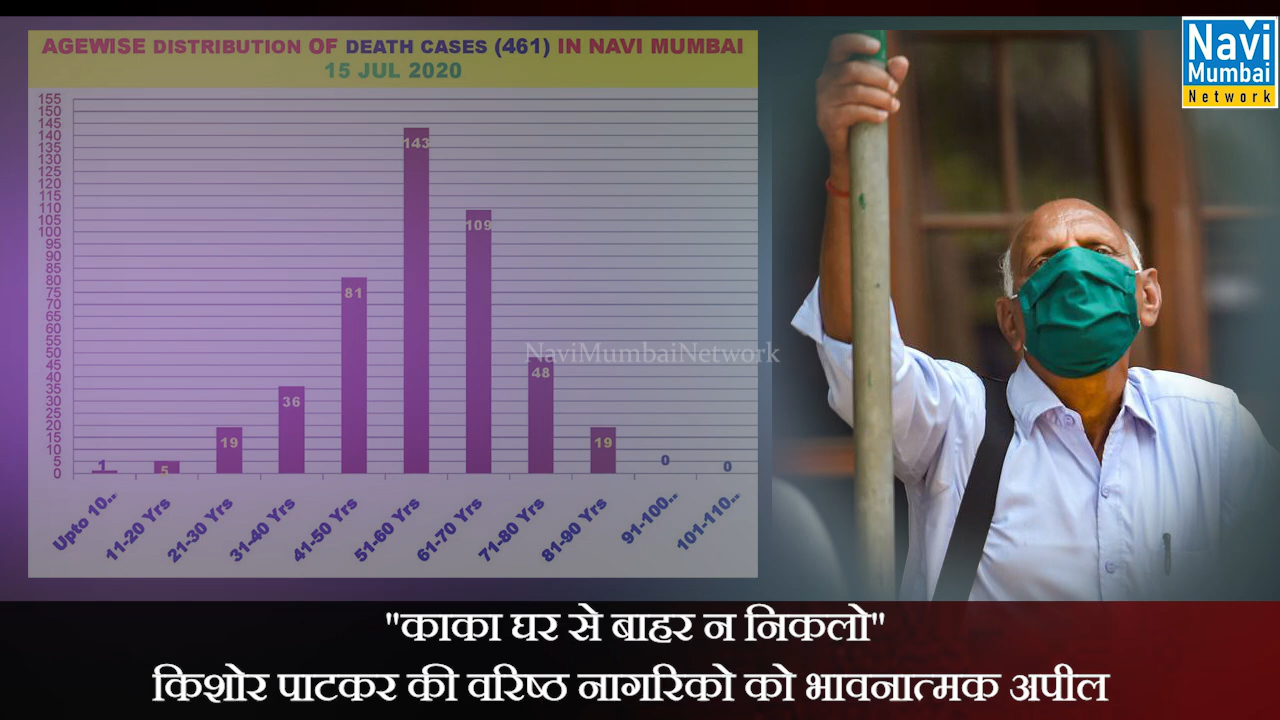 AGEWISE DISTRIBUTION OF DEATH CASES (461) IN NAVI MUMBAI
15 JUL 2020
155
150
145
140
135
130
125
120
115
110
105
100
95
90
85
80
75
70
65
60
55
50
45
40
35
30
25
20
15
10
5
0
1
5
19
36
81
143
109
48
19
0
0
Upto 10..
11-20 Yrs
21-30 Yrs
31-40 Yrs
41-50 Yrs
51-60 Yrs
61-70 Yrs
71-80 Yrs
81-90 Yrs
91-100..
101-110..
NaviMumbaiNetwork
Navi
Mumbai
Network
"काका घर से बाहर न निकलो"
किशोर पाटकर की वरिष्ठ नागरिको को भावनात्मक अपील